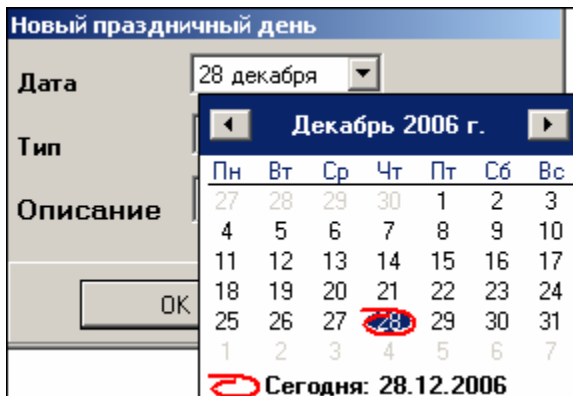 Новый праздничный день
Дата 28 декабря
Тип
Описание
OK
Декабрь 2006 г.
Пн Вт Ср Чт Пт Сб Вс
27 28 29 30 1 2 3
4 5 6 7 8 9 10
11 12 13 14 15 16 17
18 19 20 21 22 23 24
25 26 27 28 29 30 31
1 2 3 4 5 6 7
Сегодня: 28.12.2006